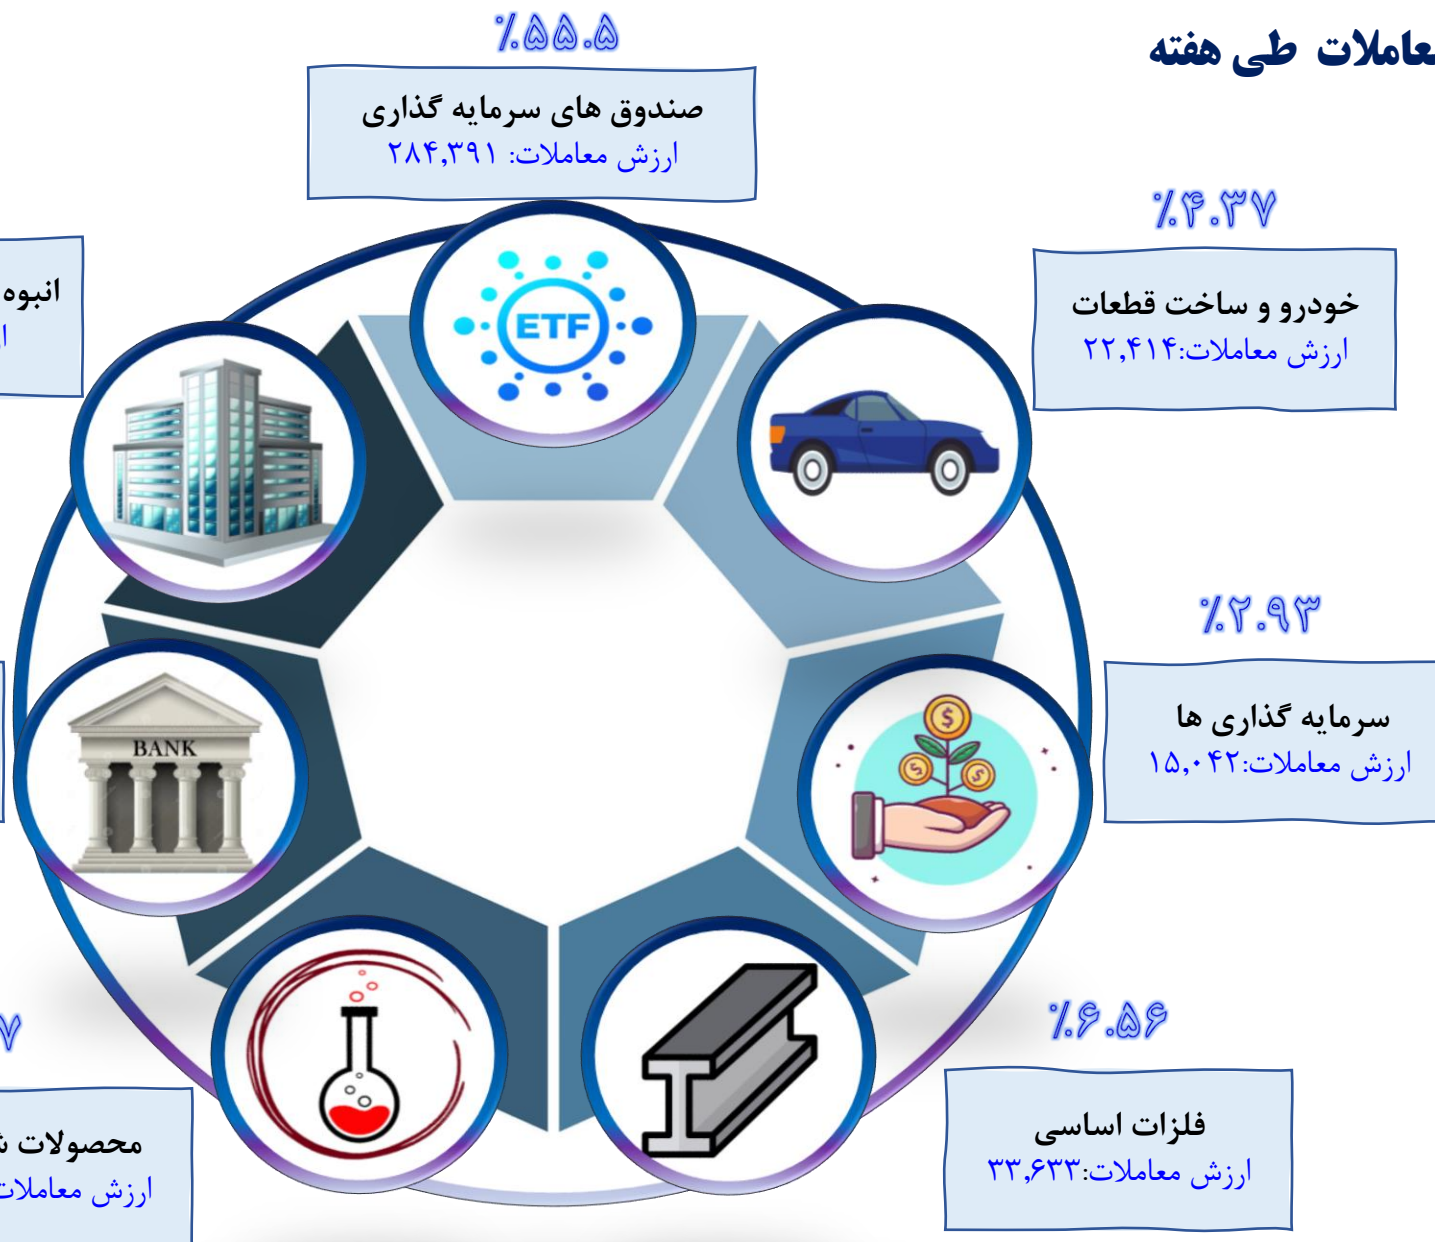 طی هفته
٪۵۵.۵
صندوق های سرمایه گذاری
ارزش معاملات: ۲۸۴,۳۹۱
٪۴.۳۷
خودرو و ساخت قطعات
ارزش معاملات:۲۲,۴۱۴
انبوه
ETF
٪۲.۹۳
سرمایه گذاری ها
ارزش معاملات:۱۵,۰۴۲
BANK
٪۶.۵۶
فلزات اساسی
ارزش معاملات:۳۳,۶۳۳
۷
محصولات
ارزش معاملات